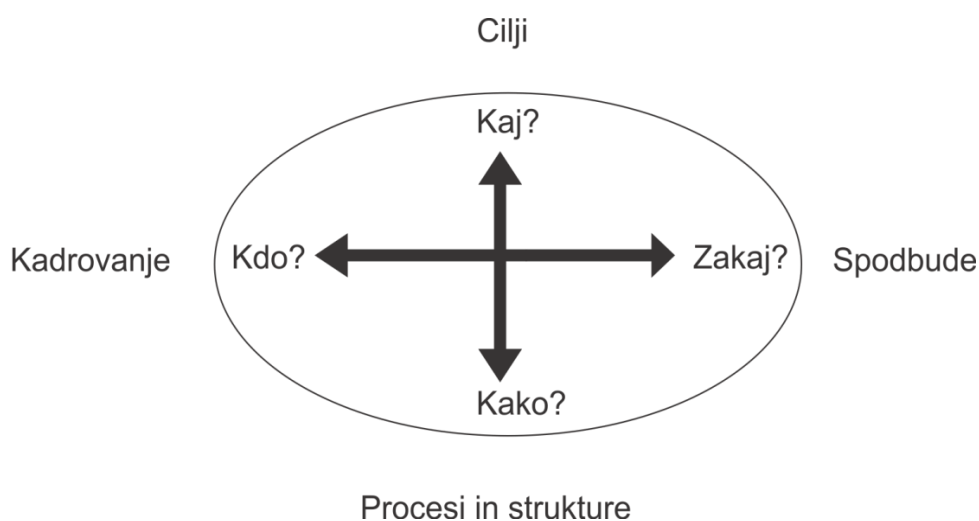 Cilji
Kaj?
Kadrovanje
Kdo?
Zakaj?
Spodbude
Kako?
Procesi in strukture